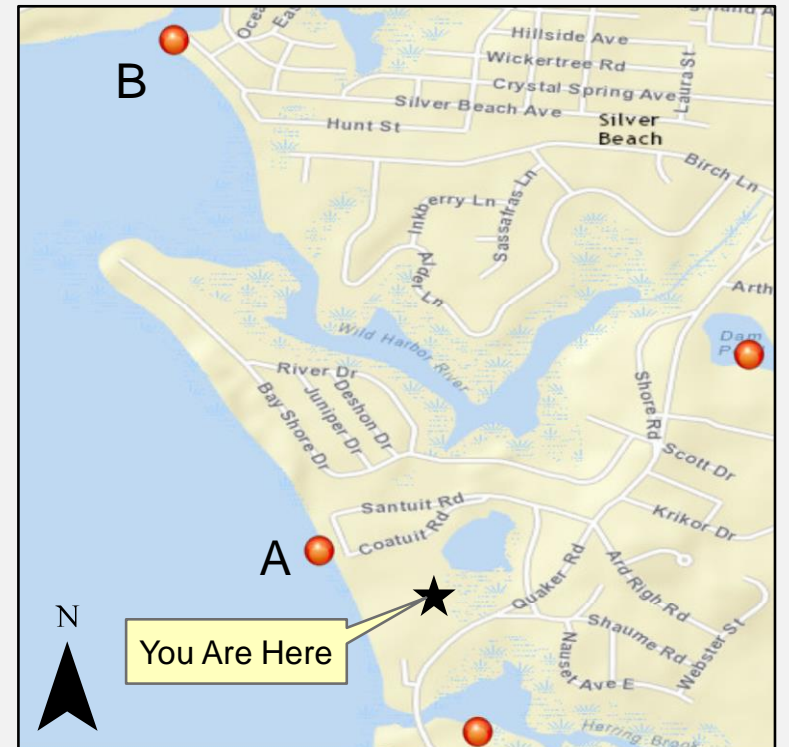 Ocea
East
B
Hillside Ave
Wickertree Rd
Crystal Spring Ave
Laura St
Silver Beach Ave
Silver
Beach
Hunt St
Birch Ln
Inkberry Ln
Sassafras Ln
Alder Ln
Arth
Wild Harbor River
Dam
River Dr
Deshon Dr
Juniper Dr
Bay Shore Dr
Shore Rd
Scott Dr
Santuit Rd
Krikor Dr
Coatuit Rd
A
Quaker Rd
Ard Righ Rd
N
You Are Here
Shaume Rd
Webster St
Nauset Ave E
Herring Brook